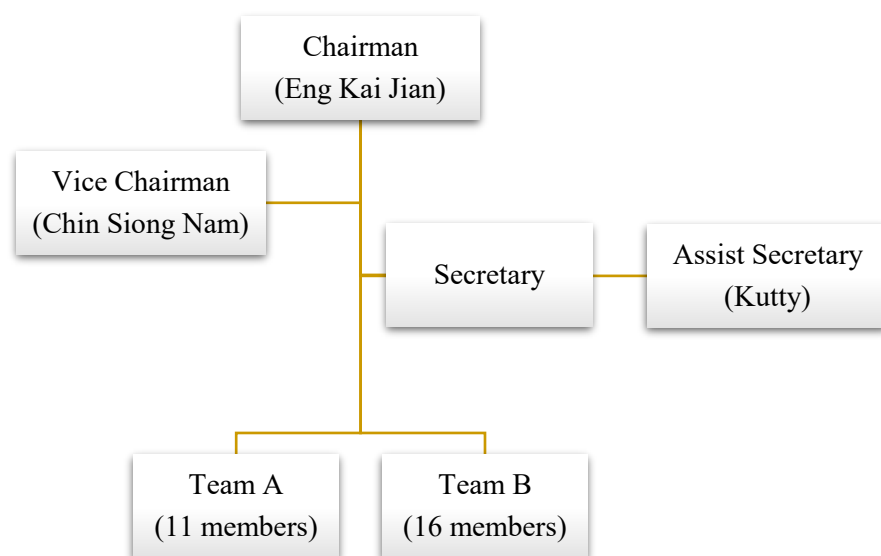 Chairman
(Eng Kai Jian)
Vice Chairman
(Chin Siong Nam)
Secretary
Assist Secretary
(Kutty)
Team A
(11 members)
Team B
(16 members)